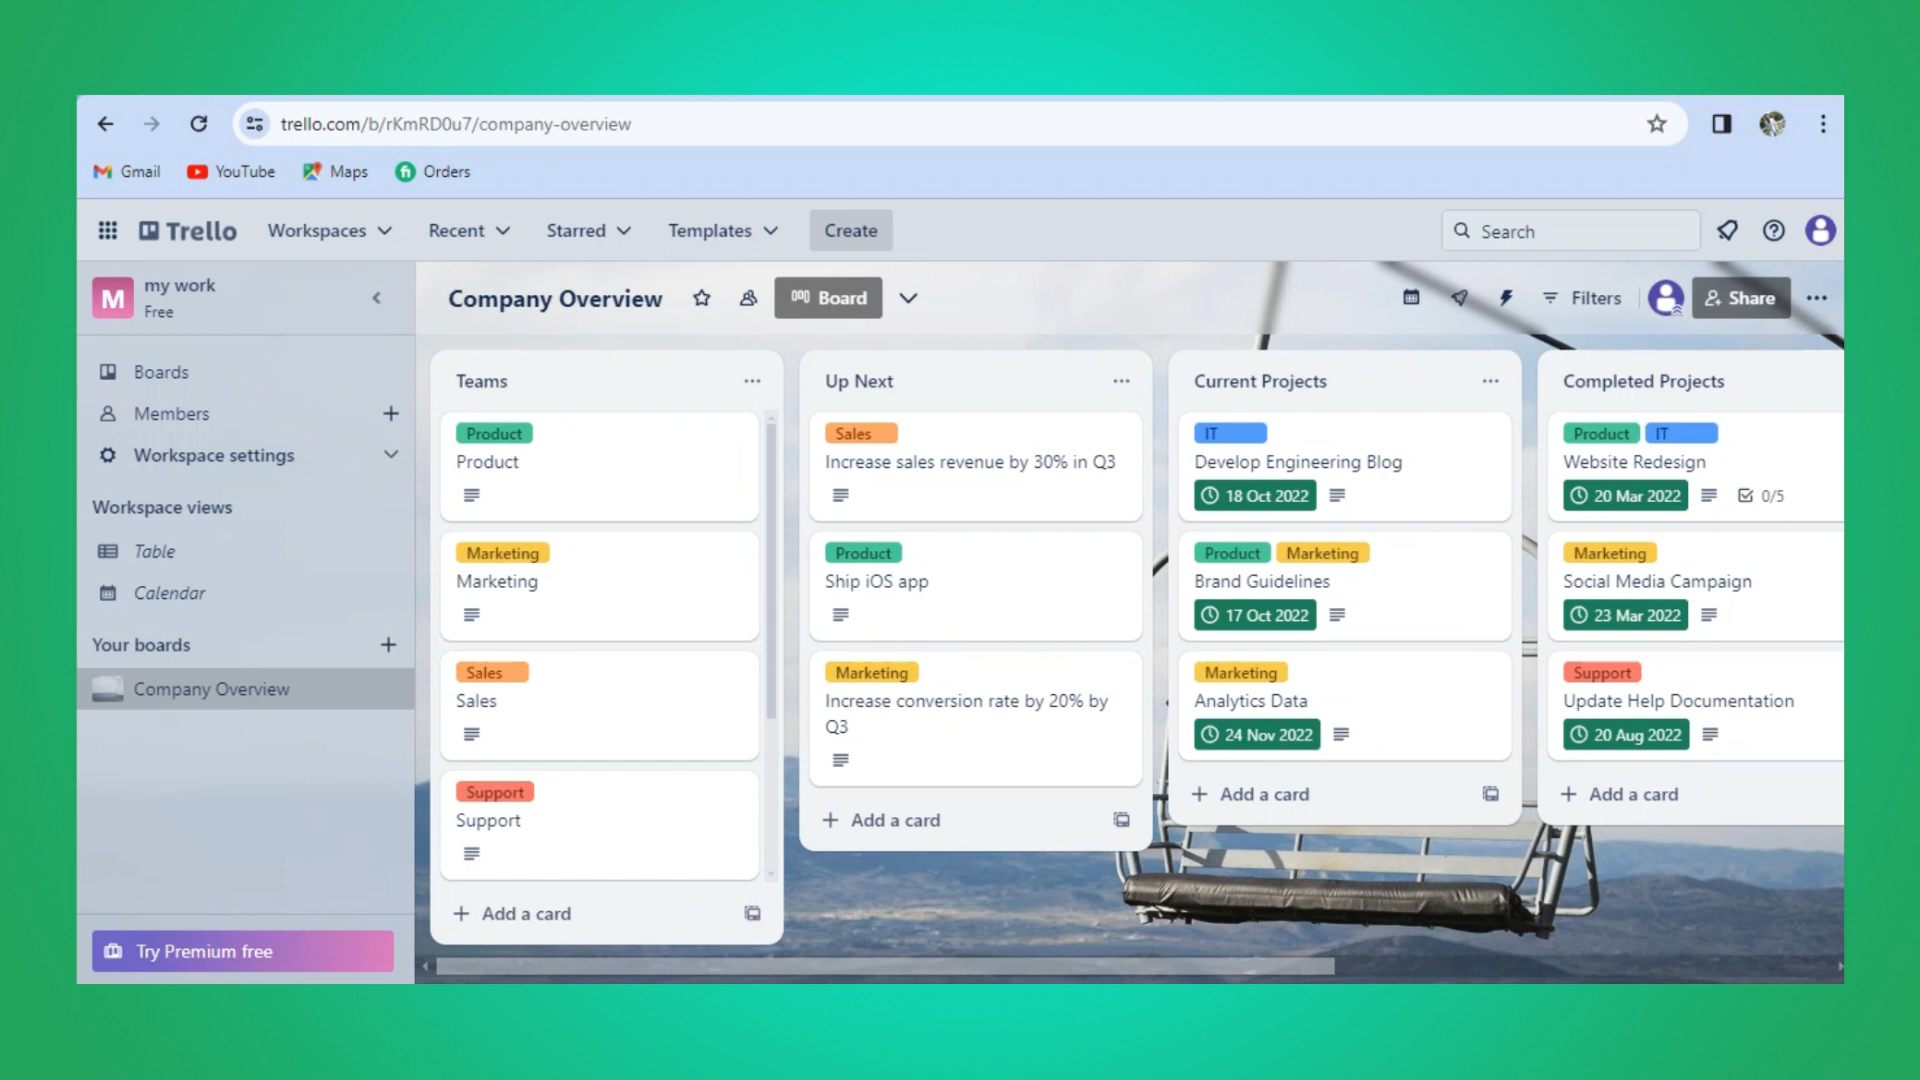 trello.com/b/rKmRD0u7/company-overview
Gmail YouTube Maps Orders
Trello Workspaces Recent Starred Templates Create Search
M my work
Free
Company Overview Board Filters Share
Boards
Members
Workspace settings
Workspace views
Table
Calendar
Your boards
Company Overview
Try Premium free
Teams
Product
Product
Marketing
Marketing
Sales
Sales
Support
Support
Add a card
Up Next
Sales
Increase sales revenue by 30% in Q3
Product
Ship iOS app
Marketing
Increase conversion rate by 20% by
Q3
Add a card
Current Projects
IT
Develop Engineering Blog
18 Oct 2022
Product Marketing
Brand Guidelines
17 Oct 2022
Marketing
Analytics Data
24 Nov 2022
Add a card
Completed Projects
Product IT
Website Redesign
20 Mar 2022 0/5
Marketing
Social Media Campaign
23 Mar 2022
Support
Update Help Documentation
20 Aug 2022
Add a card